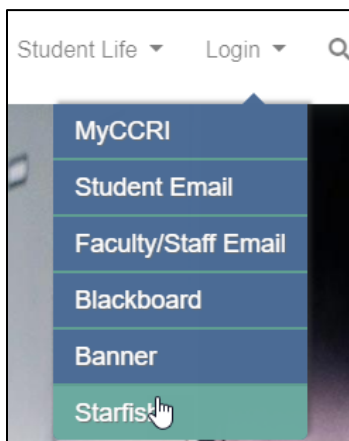 Student Life Login
MyCCRI
Student Email
Faculty/Staff Email
Blackboard
Banner
Starfish